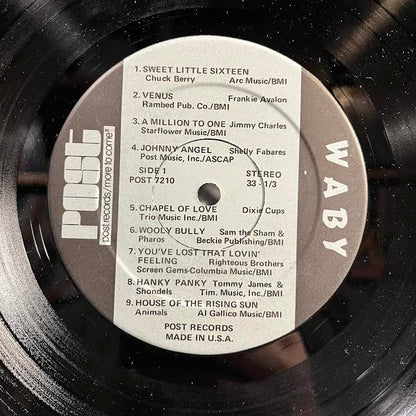 post
post records/more to come®
WABY
1. SWEET LITTLE SIXTEEN
Chuck Berry Arc Music/BMI
2. VENUS Frankie Avalon
Rambed Pub. Co./BMI
3. A MILLION TO ONE Jimmy Charles
Starflower Music/BMI
4. JOHNNY ANGEL Shelly Fabares
Post Music, Inc./ASCAP
SIDE 1 STEREO
POST 7210 33-1/3
5. CHAPEL OF LOVE Dixie Cups
Trio Music Inc./BMI
6. WOOLY BULLY Sam the Sham &
Pharos Beckie Publishing/BMI
7. YOU'VE LOST THAT LOVIN'
FEELING Righteous Brothers
Screen Gems-Columbia Music/BMI
8. HANKY PANKY Tommy James &
Shondels Tim. Music, Inc./BMI
9. HOUSE OF THE RISING SUN
Animals Al Gallico Music/BMI
POST RECORDS
MADE IN U.S.A.